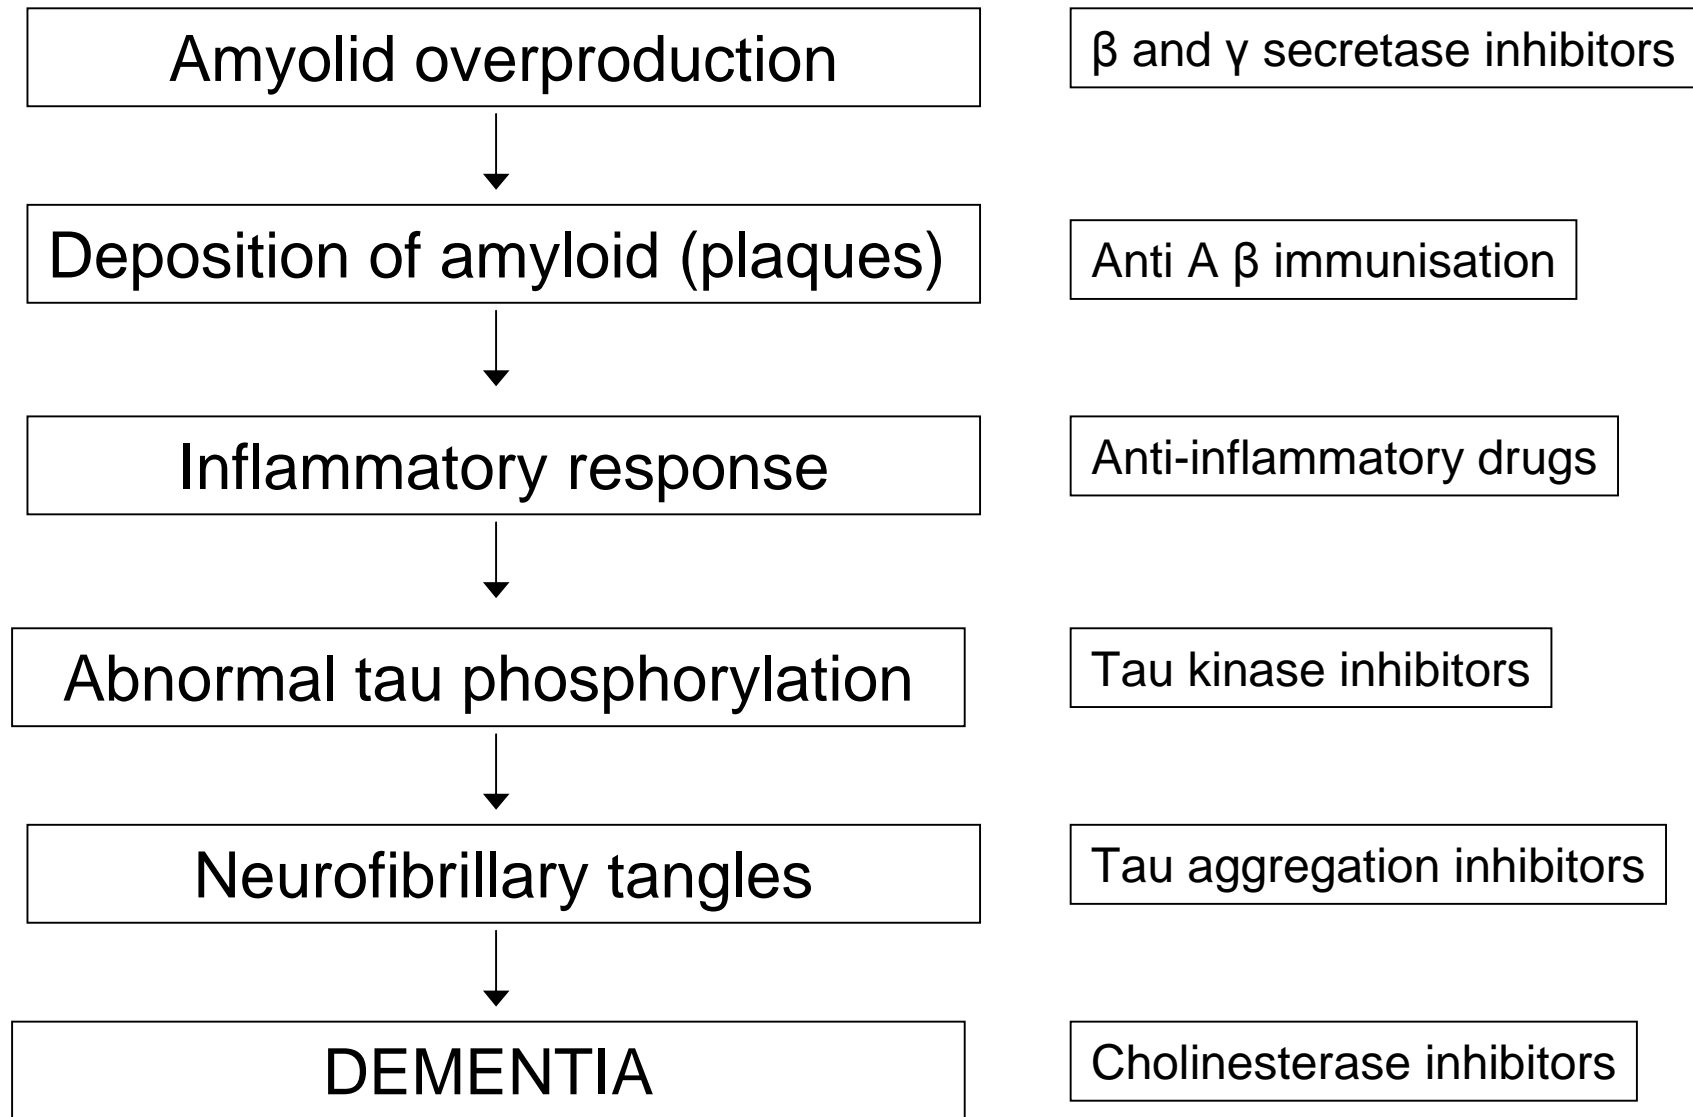 Amyolid overproduction
β and γ secretase inhibitors
Deposition of amyloid (plaques)
Anti A β immunisation
Inflammatory response
Anti-inflammatory drugs
Abnormal tau phosphorylation
Tau kinase inhibitors
Neurofibrillary tangles
Tau aggregation inhibitors
DEMENTIA
Cholinesterase inhibitors